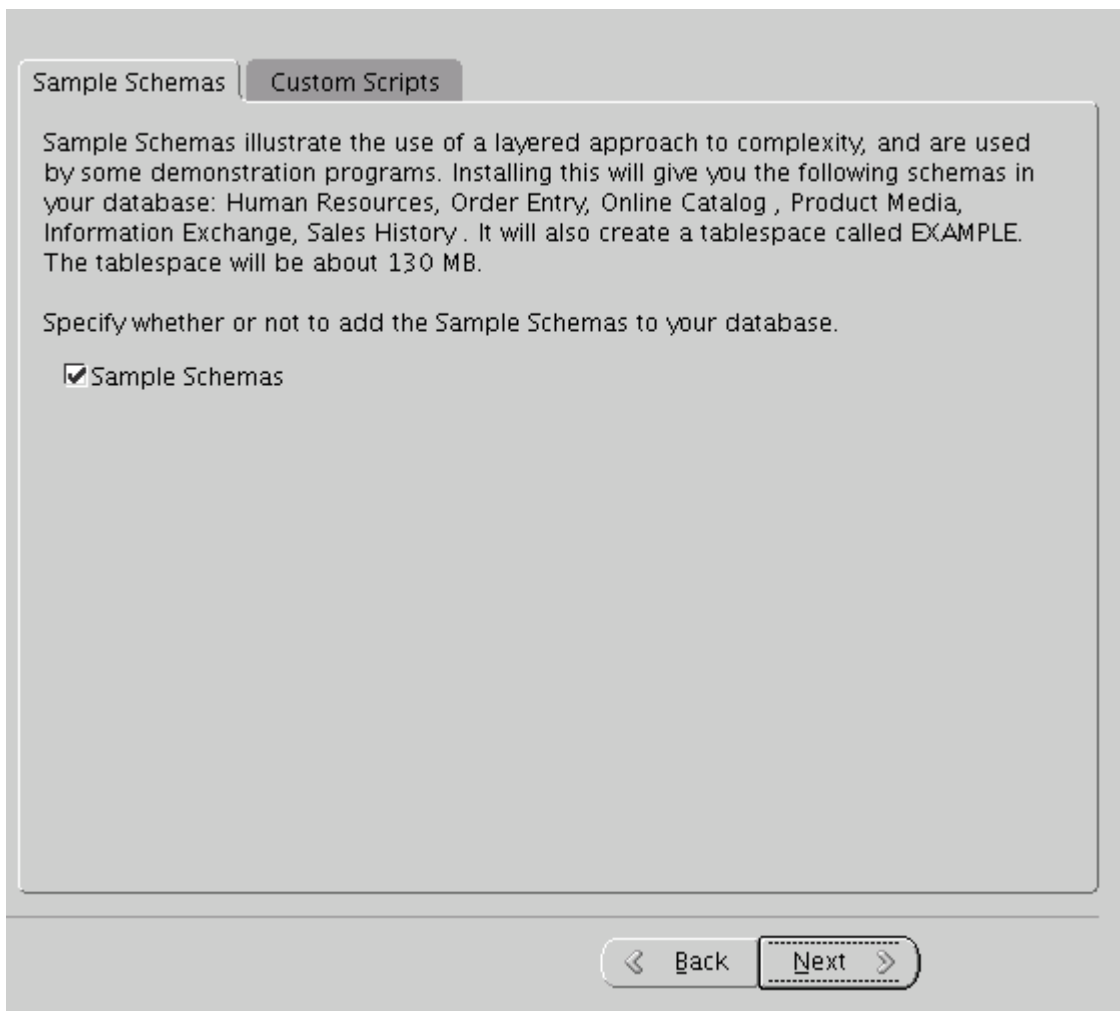 Sample Schemas
Custom Scripts
Sample Schemas illustrate the use of a layered approach to complexity, and are used
by some demonstration programs. Installing this will give you the following schemas in
your database: Human Resources, Order Entry, Online Catalog , Product Media,
Information Exchange, Sales History . It will also create a tablespace called EXAMPLE.
The tablespace will be about 130 MB.
Specify whether or not to add the Sample Schemas to your database.
Sample Schemas
Back
Next